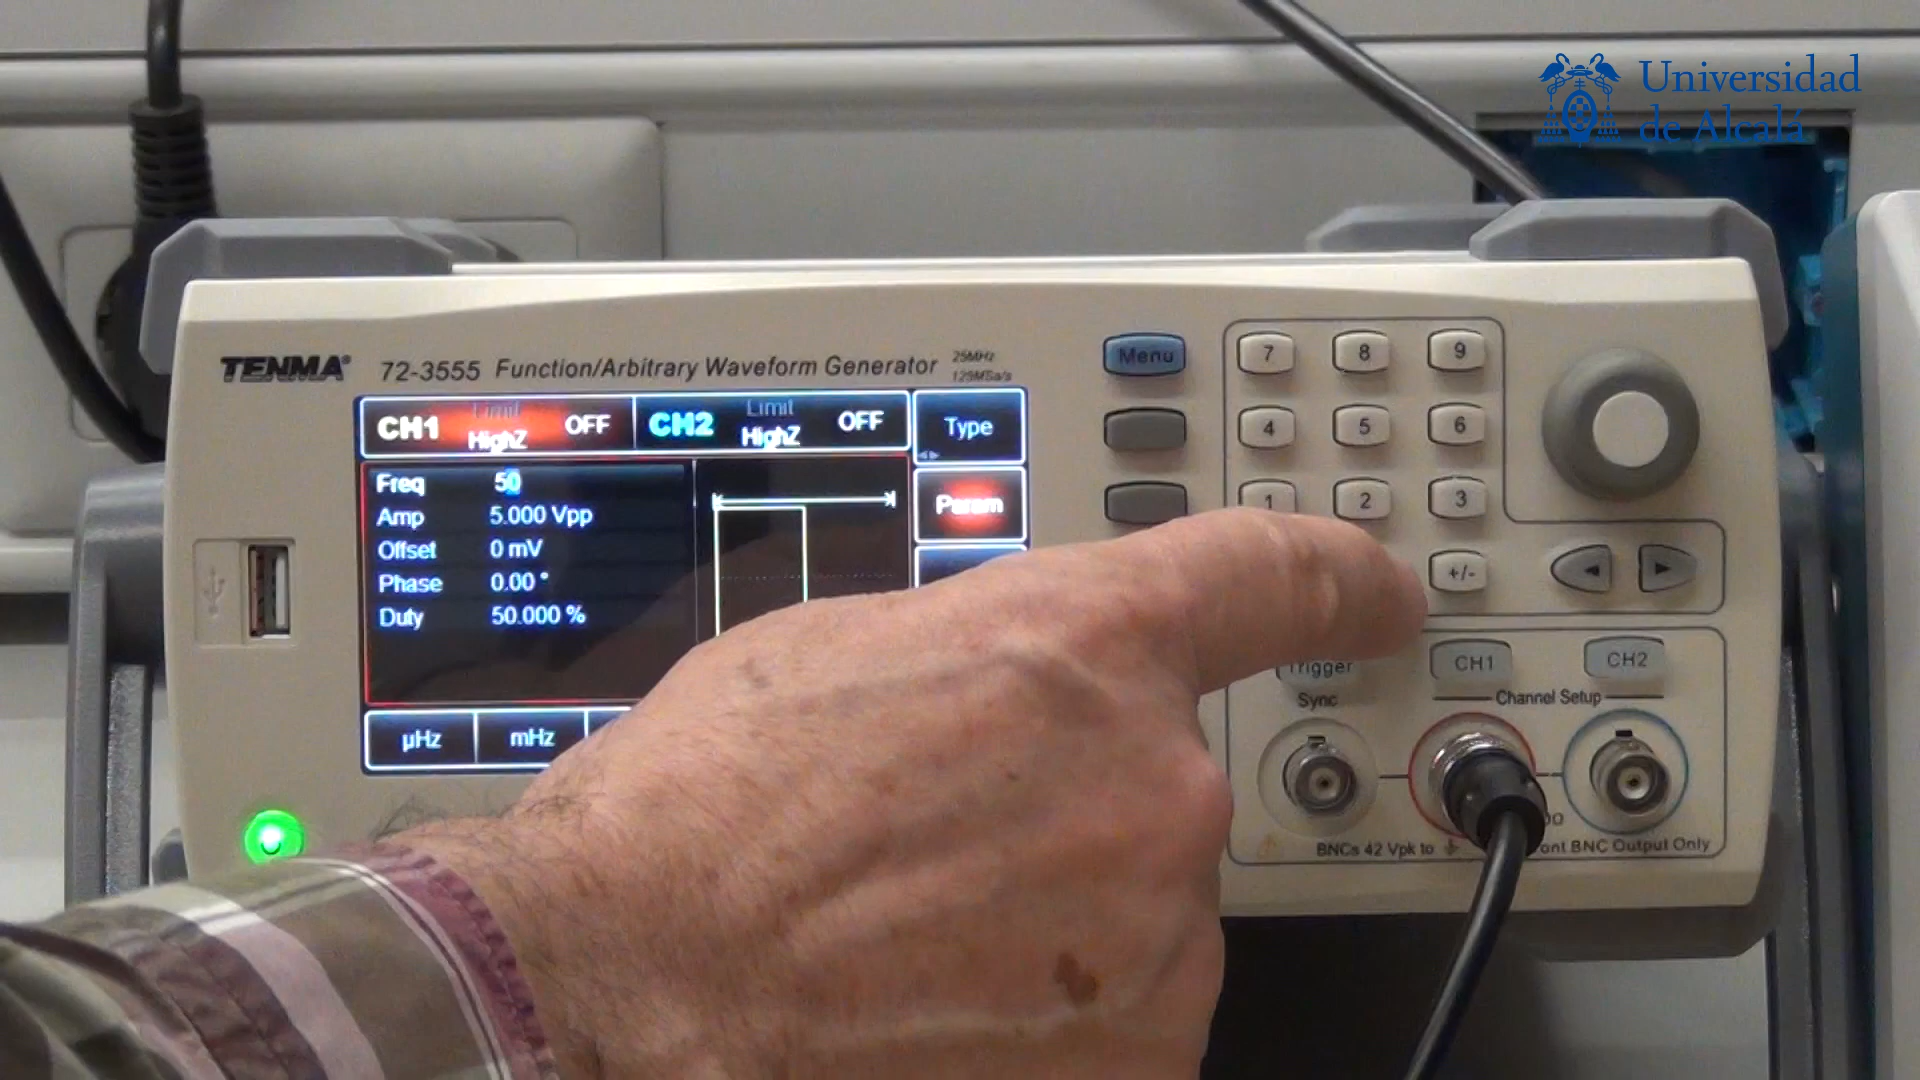 Universidad
de Alcalá
TENMA® 72-3555 Function/Arbitrary Waveform Generator
25MHz
125MSa/s
CH1 Limit HighZ OFF
CH2 Limit HighZ OFF
Type
Freq 50
Amp 5.000 Vpp
Offset 0 mV
Phase 0.00 °
Duty 50.000 %
Param
µHz mHz
Menu
7 8 9
4 5 6
1 2 3
+/-
Trigger CH1 CH2
Sync Channel Setup
BNCs 42 Vpk to
ont BNC Output Only